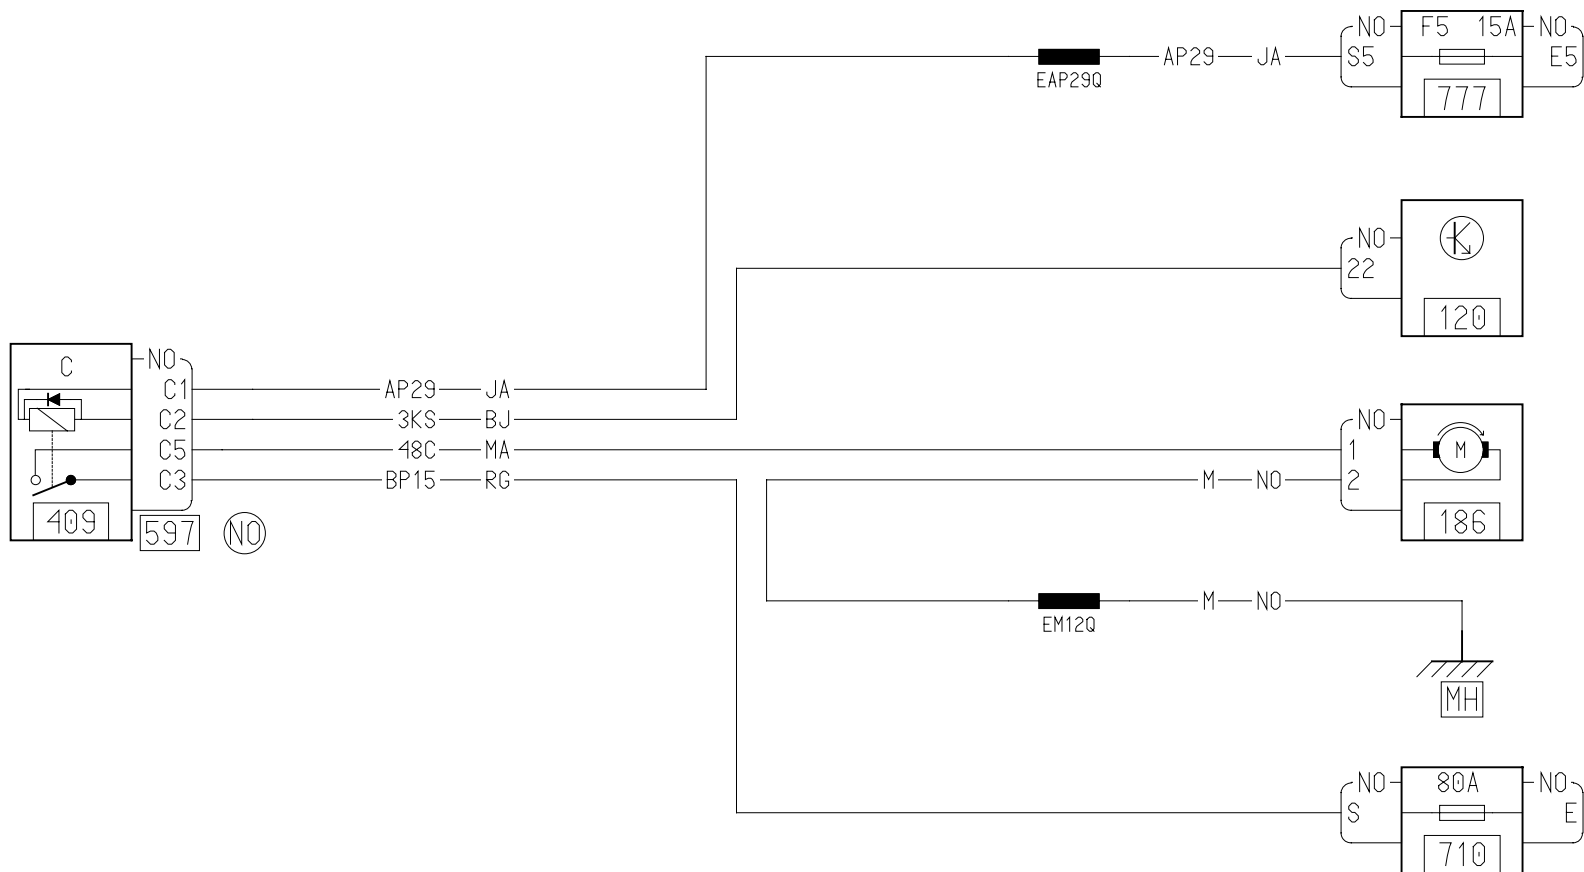 NO F5 15A NO
S5 E5
AP29 JA
EAP29Q
777
NO
22
120
C
NO
C1 AP29 JA
C2 3KS BJ
C5 48C MA
C3 BP15 RG
409
597 NO
NO
1 M
M NO 2
186
M NO
EM12Q
MH
NO 80A NO
S E
710